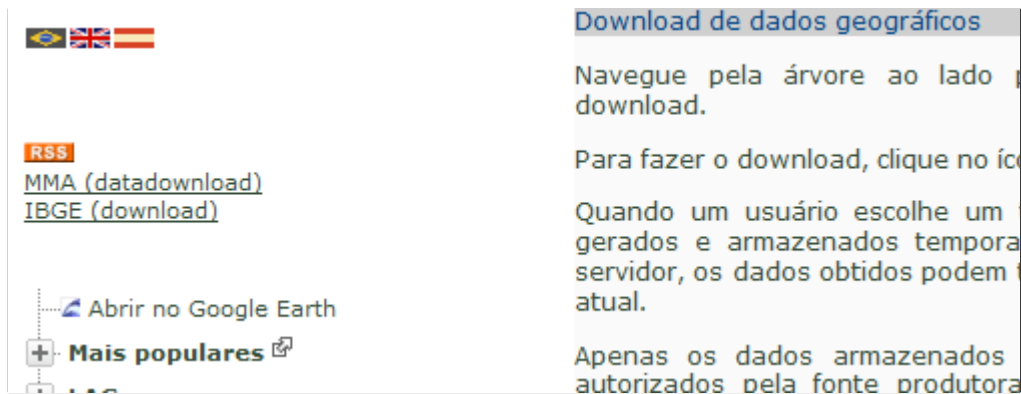 RSS
MMA (datadownload)
IBGE (download)
Abrir no Google Earth
Mais populares
Download de dados geográficos
Navegue pela árvore ao lado
download.
Para fazer o download, clique no
Quando um usuário escolhe um
gerados e armazenados tempora
servidor, os dados obtidos podem
atual.
Apenas os dados armazenados
autorizados pela fonte produtora